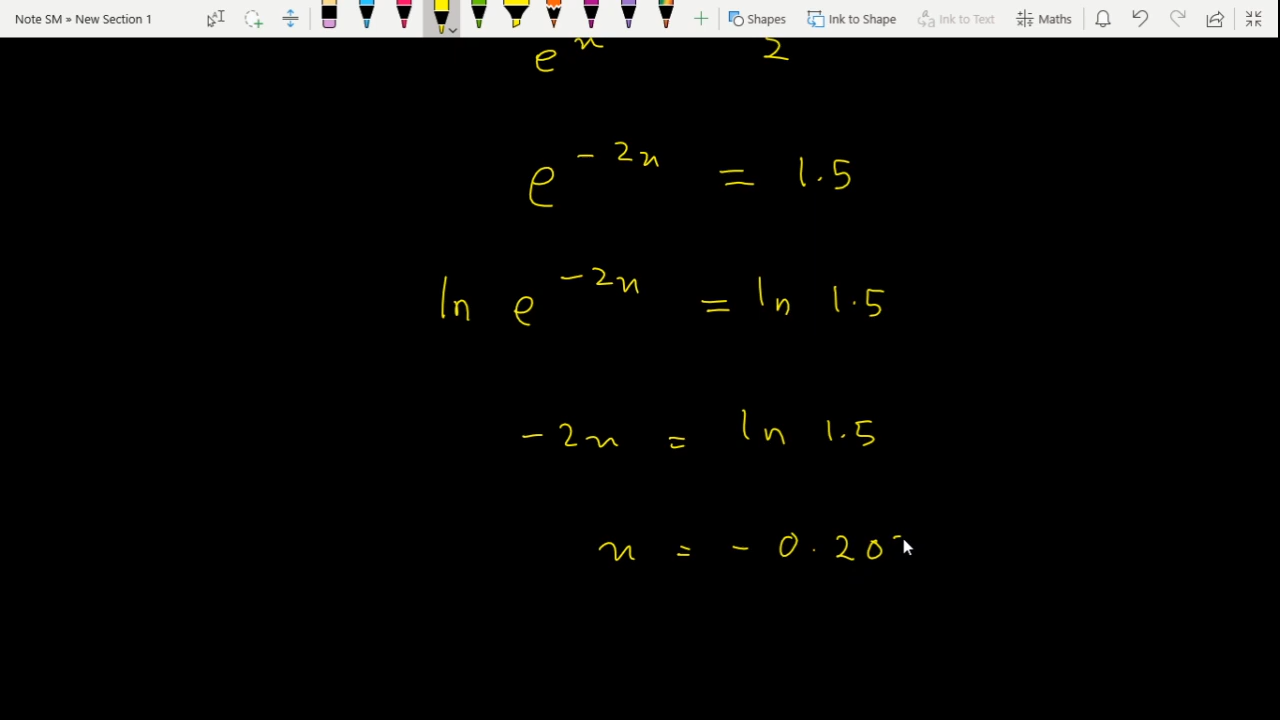 Note SM » New Section 1 Shapes Ink to Shape Ink to Text Maths
e^x 2
e^{-2x} = 1.5
ln e^{-2x} = ln 1.5
-2x = ln 1.5
x = -0.20